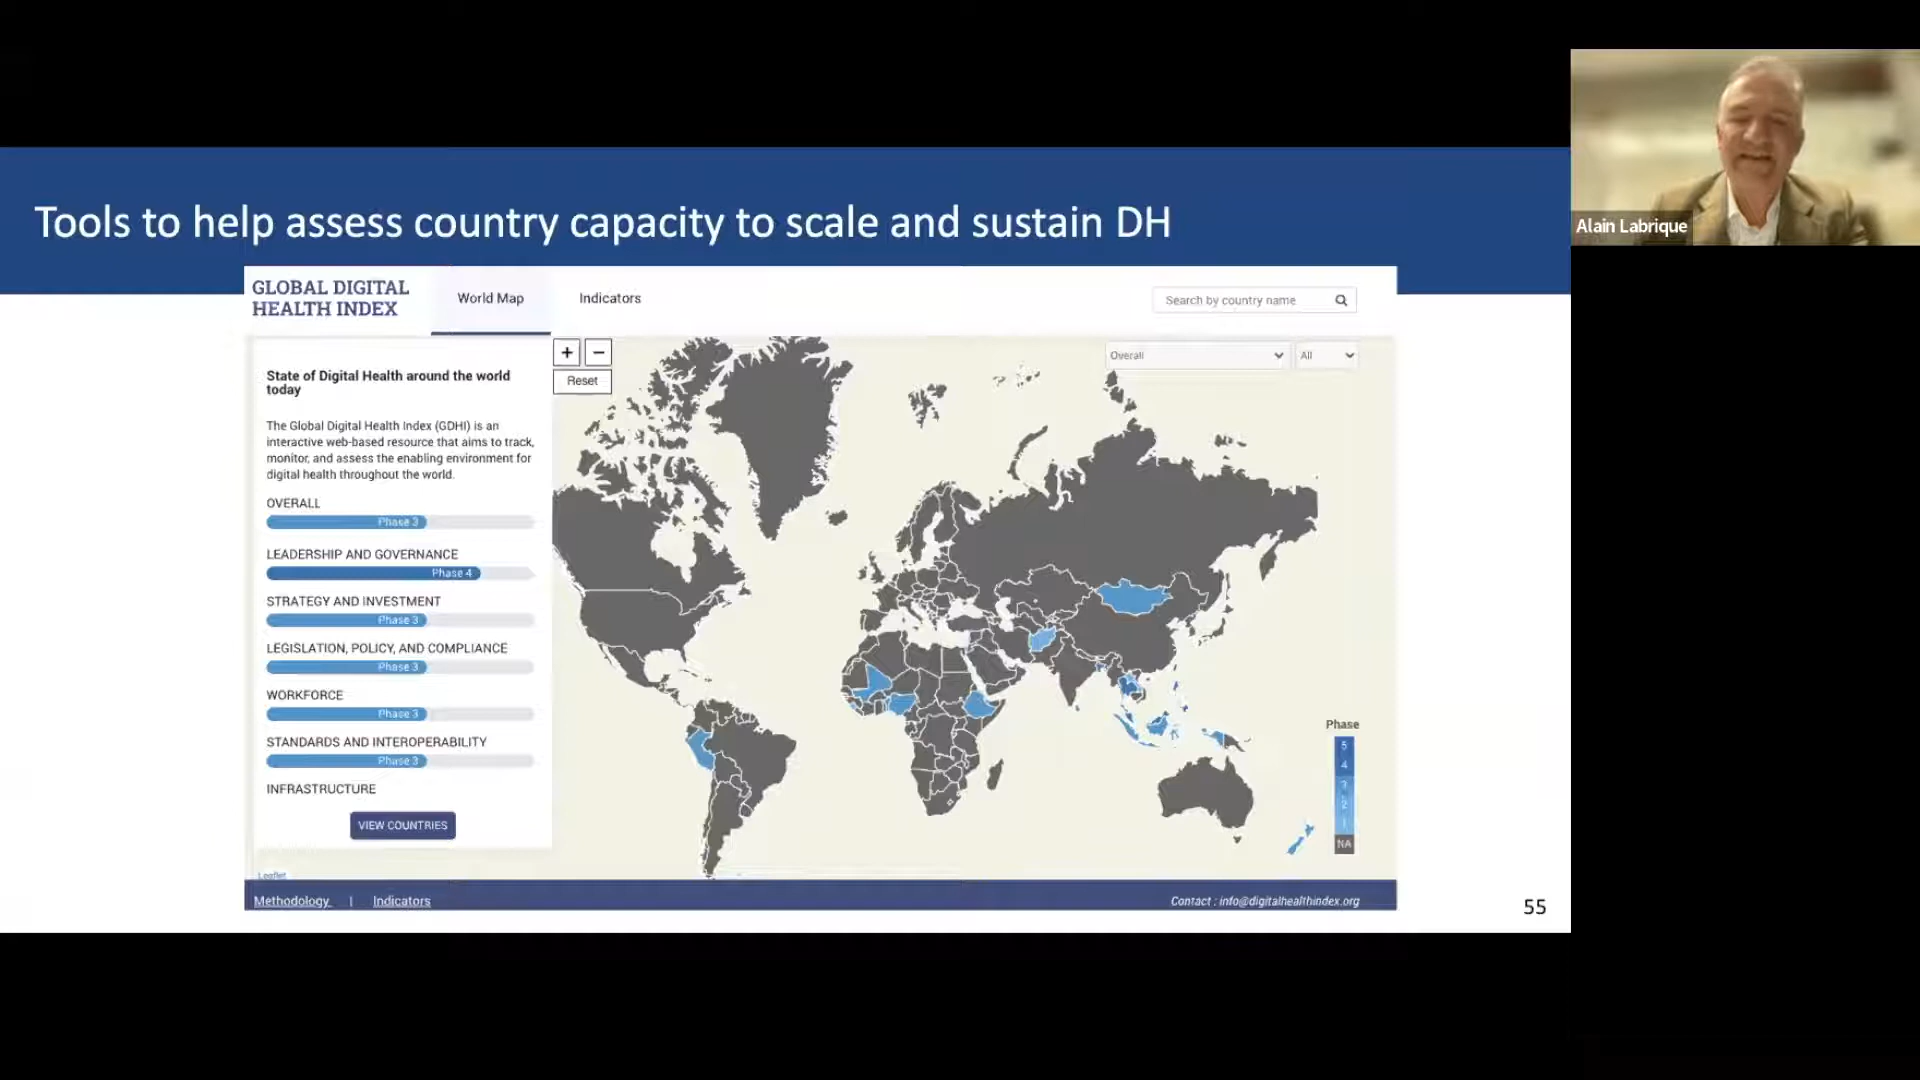 Tools to help assess country capacity to scale and sustain DH
Alain Labrique
GLOBAL DIGITAL
HEALTH INDEX
World Map
Indicators
Search by country name
+
−
Reset
Overall
All
State of Digital Health around the world
today
The Global Digital Health Index (GDHI) is an
interactive web-based resource that aims to track,
monitor, and assess the enabling environment for
digital health throughout the world.
OVERALL
Phase 3
LEADERSHIP AND GOVERNANCE
Phase 4
STRATEGY AND INVESTMENT
Phase 3
LEGISLATION, POLICY, AND COMPLIANCE
Phase 3
WORKFORCE
Phase 3
STANDARDS AND INTEROPERABILITY
Phase 3
INFRASTRUCTURE
VIEW COUNTRIES
Phase
5
4
3
2
1
NA
Leaflet
Methodology | Indicators
Contact : info@digitalhealthindex.org
55